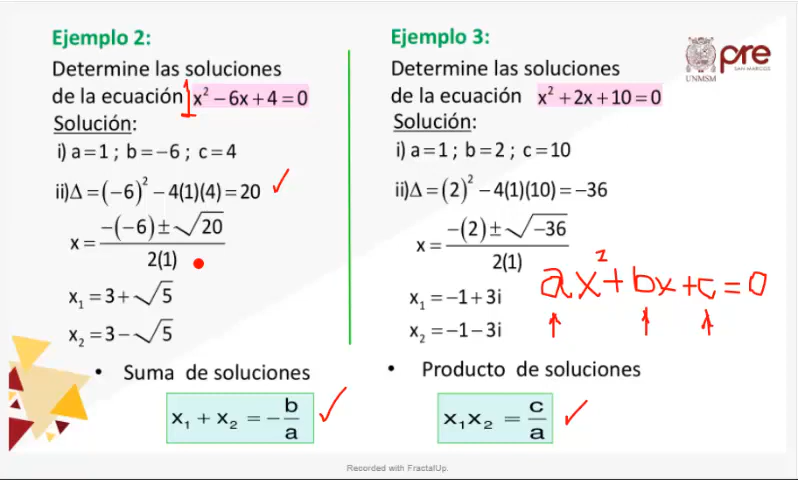 Ejemplo 2:
Determine las soluciones
de la ecuación x² − 6x + 4 = 0
Solución:
i) a = 1 ; b = −6 ; c = 4
ii) Δ = (−6)² − 4(1)(4) = 20 ✓
x = (−(−6) ± √20) / 2(1)
x₁ = 3 + √5
x₂ = 3 − √5
• Suma de soluciones
x₁ + x₂ = − b/a ✓
Ejemplo 3:
Determine las soluciones
de la ecuación x² + 2x + 10 = 0
Solución:
i) a = 1 ; b = 2 ; c = 10
ii) Δ = (2)² − 4(1)(10) = −36
x = (−(2) ± √−36) / 2(1)
x₁ = −1 + 3i
x₂ = −1 − 3i
ax² + bx + c = 0
• Producto de soluciones
x₁x₂ = c/a ✓
UNMSM
pre
SAN MARCOS
Recorded with FractalUp.